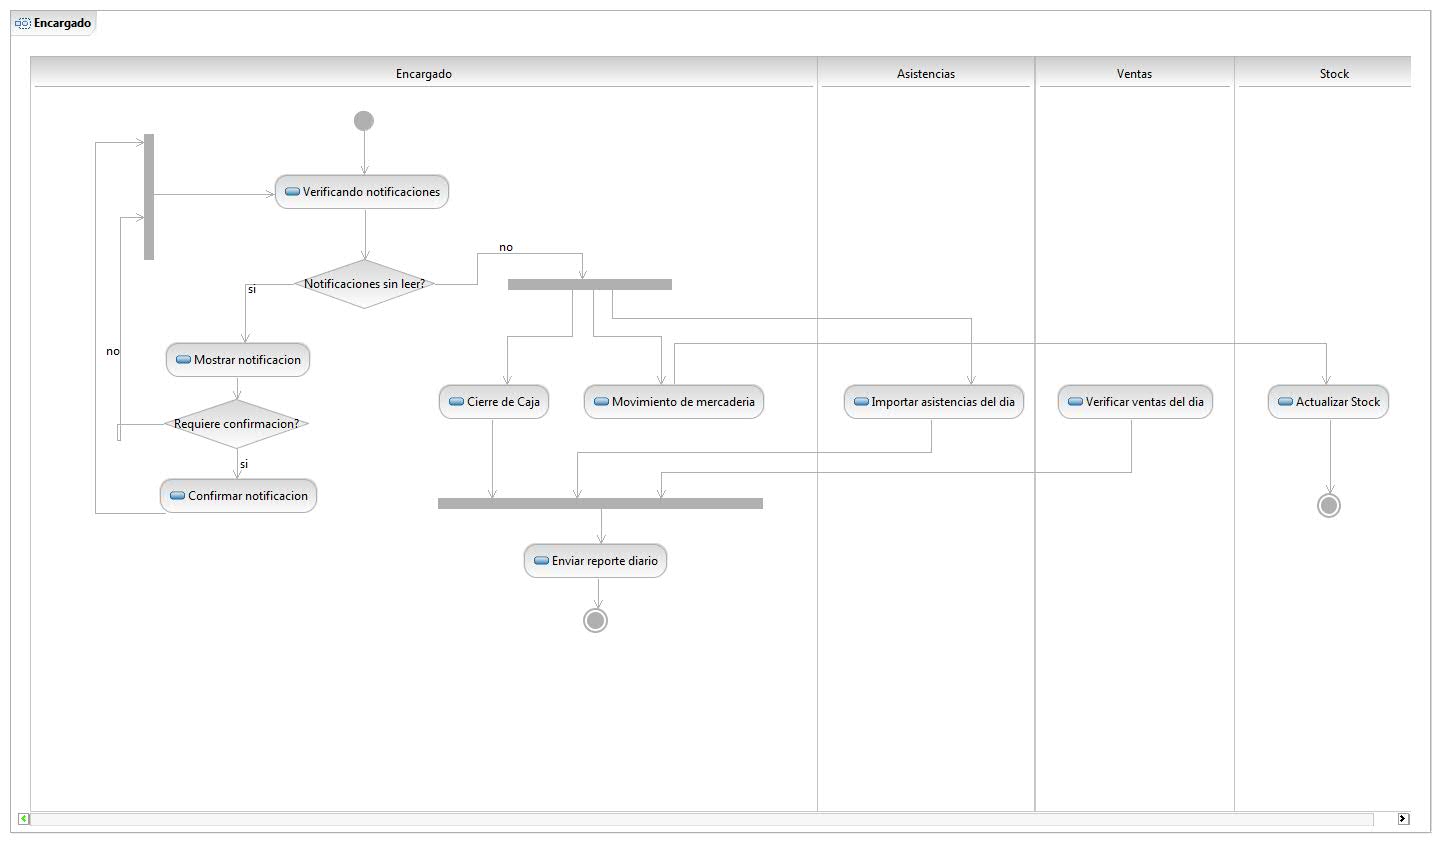 Encargado
Encargado
Asistencias
Ventas
Stock
Verificando notificaciones
no
Notificaciones sin leer?
si
no
Mostrar notificacion
Cierre de Caja
Movimiento de mercaderia
Importar asistencias del dia
Verificar ventas del dia
Actualizar Stock
Requiere confirmacion?
si
Confirmar notificacion
Enviar reporte diario